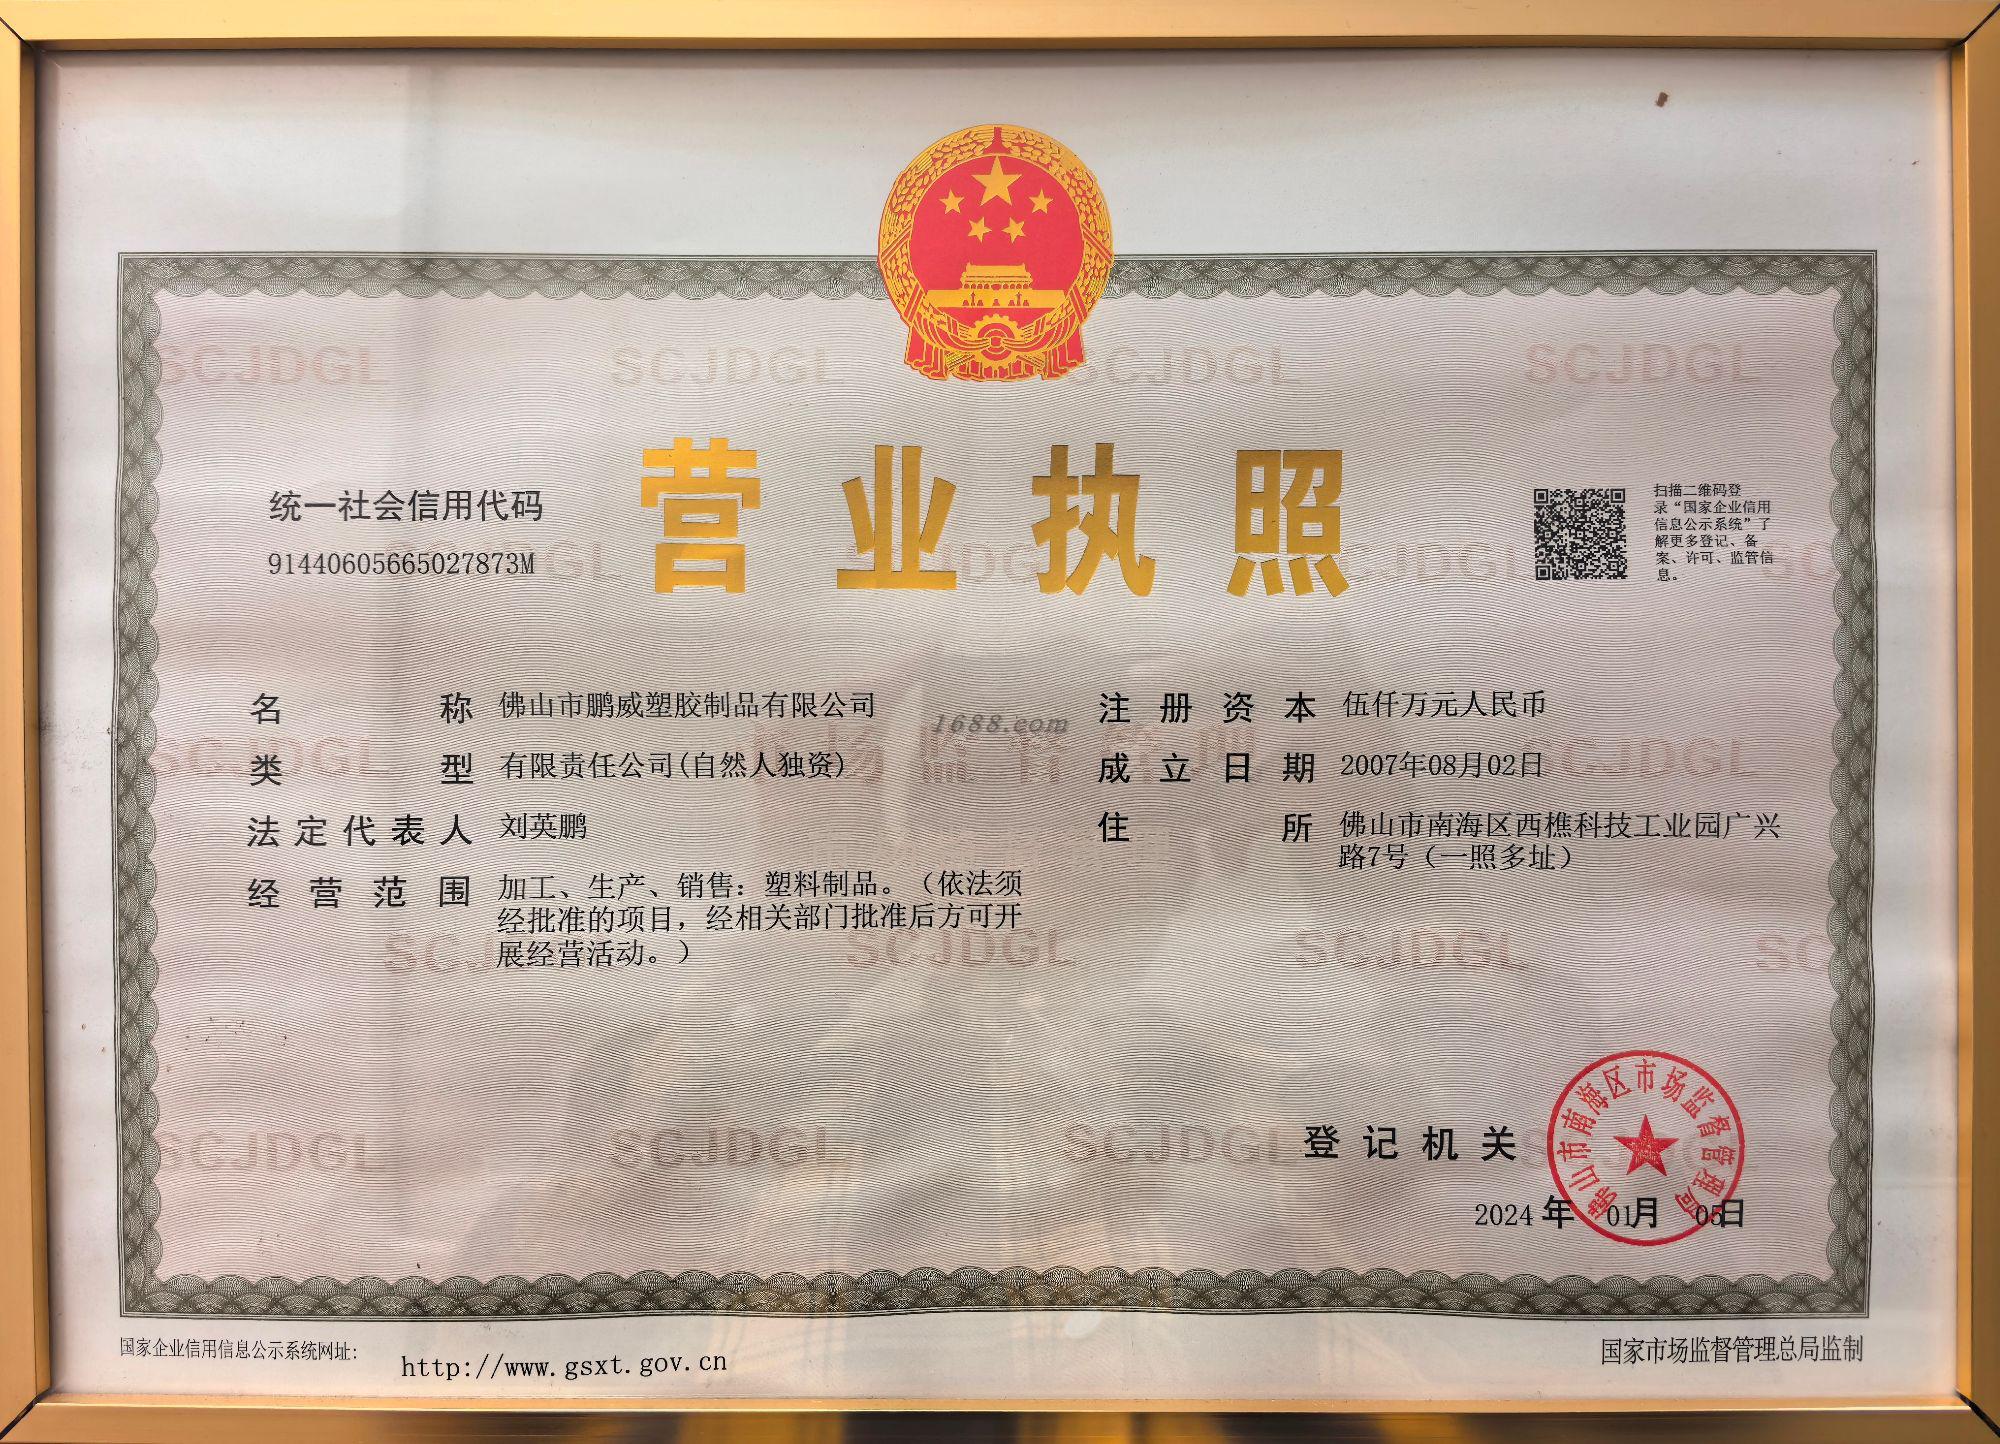 营业执照
统一社会信用代码
91440605665027873M
扫描二维码登
录“国家企业信用
信息公示系统”了
解更多登记、备
案、许可、监管信
息。
名称 佛山市鹏威塑胶制品有限公司
类型 有限责任公司(自然人独资)
法定代表人 刘英鹏
经营范围 加工、生产、销售：塑料制品。（依法须
经批准的项目，经相关部门批准后方可开
展经营活动。）
注册资本 伍仟万元人民币
成立日期 2007年08月02日
住所 佛山市南海区西樵科技工业园广兴
路7号（一照多址）
1688.com
SCJDGL
登记机关
佛山市南海区市场监督管理局
2024年01月05日
国家企业信用信息公示系统网址：
http://www.gsxt.gov.cn
国家市场监督管理总局监制